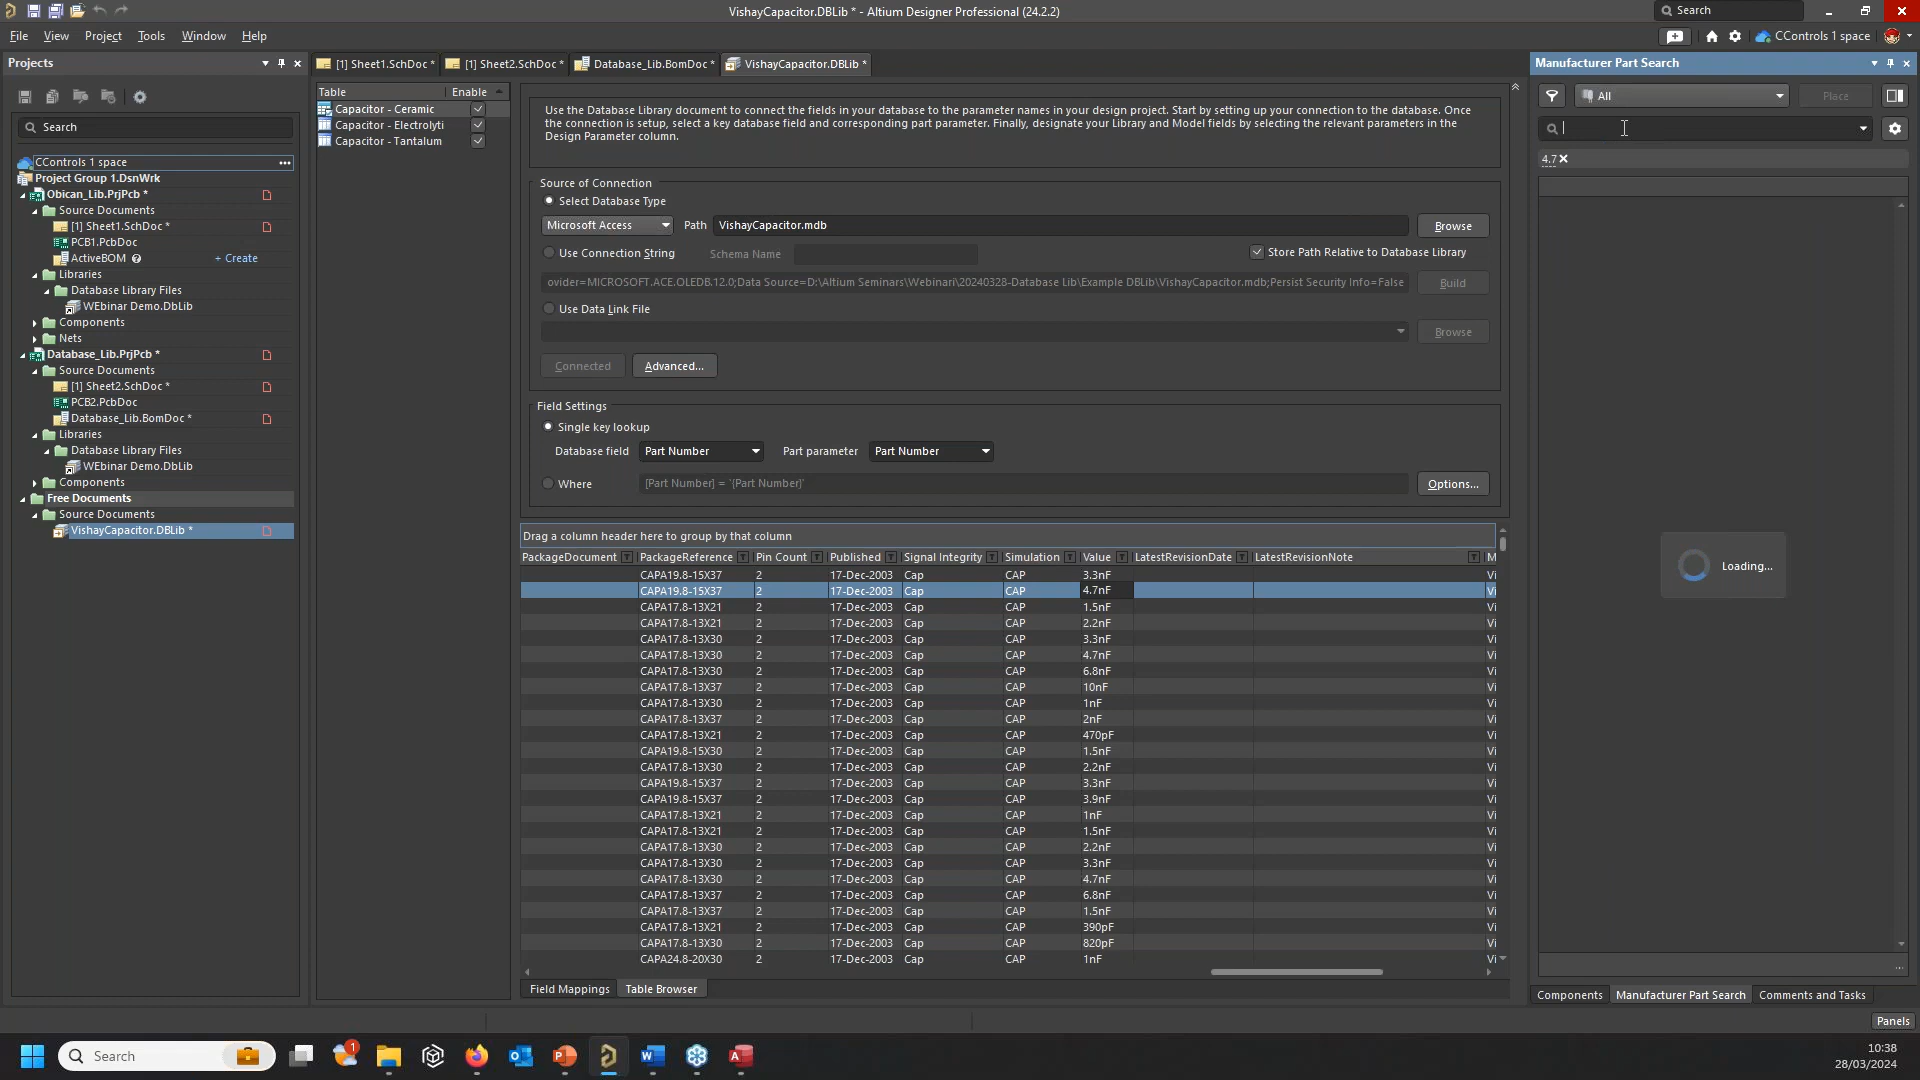 VishayCapacitor.DBLib * - Altium Designer Professional (24.2.2)
Search
File View Project Tools Window Help
CControls 1 space
Projects
[1] Sheet1.SchDoc *
[1] Sheet2.SchDoc *
Database_Lib.BomDoc *
VishayCapacitor.DBLib *
Manufacturer Part Search
Search
CControls 1 space
Project Group 1.DsnWrk
Obican_Lib.PrjPcb *
Source Documents
[1] Sheet1.SchDoc *
PCB1.PcbDoc
ActiveBOM
+ Create
Libraries
Database Library Files
WEbinar Demo.DbLib
Components
Nets
Database_Lib.PrjPcb *
Source Documents
[1] Sheet2.SchDoc *
PCB2.PcbDoc
Database_Lib.BomDoc *
Libraries
Database Library Files
WEbinar Demo.DbLib
Components
Free Documents
Source Documents
VishayCapacitor.DBLib *
Table Enable
Capacitor - Ceramic
Capacitor - Electrolyti
Capacitor - Tantalum
Use the Database Library document to connect the fields in your database to the parameter names in your design project. Start by setting up your connection to the database. Once
the connection is setup, select a key database field and corresponding part parameter. Finally, designate your Library and Model fields by selecting the relevant parameters in the
Design Parameter column.
Source of Connection
Select Database Type
Microsoft Access Path VishayCapacitor.mdb Browse
Use Connection String Schema Name Store Path Relative to Database Library
ovider=MICROSOFT.ACE.OLEDB.12.0;Data Source=D:\Altium Seminars\Webinari\20240328-Database Lib\Example DBLib\VishayCapacitor.mdb;Persist Security Info=False Build
Use Data Link File
Browse
Connected Advanced...
Field Settings
Single key lookup
Database field Part Number Part parameter Part Number
Where [Part Number] = '{Part Number}' Options...
Drag a column header here to group by that column
PackageDocument PackageReference Pin Count Published Signal Integrity Simulation Value LatestRevisionDate LatestRevisionNote M
CAPA19.8-15X37 2 17-Dec-2003 Cap CAP 3.3nF Vi
CAPA19.8-15X37 2 17-Dec-2003 Cap CAP 4.7nF Vi
CAPA17.8-13X21 2 17-Dec-2003 Cap CAP 1.5nF Vi
CAPA17.8-13X21 2 17-Dec-2003 Cap CAP 2.2nF Vi
CAPA17.8-13X30 2 17-Dec-2003 Cap CAP 3.3nF Vi
CAPA17.8-13X30 2 17-Dec-2003 Cap CAP 4.7nF Vi
CAPA17.8-13X30 2 17-Dec-2003 Cap CAP 6.8nF Vi
CAPA17.8-13X37 2 17-Dec-2003 Cap CAP 10nF Vi
CAPA17.8-13X30 2 17-Dec-2003 Cap CAP 1nF Vi
CAPA17.8-13X37 2 17-Dec-2003 Cap CAP 2nF Vi
CAPA17.8-13X21 2 17-Dec-2003 Cap CAP 470pF Vi
CAPA19.8-15X30 2 17-Dec-2003 Cap CAP 1.5nF Vi
CAPA17.8-13X30 2 17-Dec-2003 Cap CAP 2.2nF Vi
CAPA19.8-15X37 2 17-Dec-2003 Cap CAP 3.3nF Vi
CAPA19.8-15X37 2 17-Dec-2003 Cap CAP 3.9nF Vi
CAPA17.8-13X21 2 17-Dec-2003 Cap CAP 1nF Vi
CAPA17.8-13X21 2 17-Dec-2003 Cap CAP 1.5nF Vi
CAPA17.8-13X30 2 17-Dec-2003 Cap CAP 2.2nF Vi
CAPA17.8-13X30 2 17-Dec-2003 Cap CAP 3.3nF Vi
CAPA17.8-13X30 2 17-Dec-2003 Cap CAP 4.7nF Vi
CAPA17.8-13X37 2 17-Dec-2003 Cap CAP 6.8nF Vi
CAPA17.8-13X37 2 17-Dec-2003 Cap CAP 1.5nF Vi
CAPA17.8-13X21 2 17-Dec-2003 Cap CAP 390pF Vi
CAPA17.8-13X30 2 17-Dec-2003 Cap CAP 820pF Vi
CAPA24.8-20X30 2 17-Dec-2003 Cap CAP 1nF Vi
Field Mappings Table Browser
All Place
4.7
Loading...
Components Manufacturer Part Search Comments and Tasks
Panels
Search
1
10:38
28/03/2024